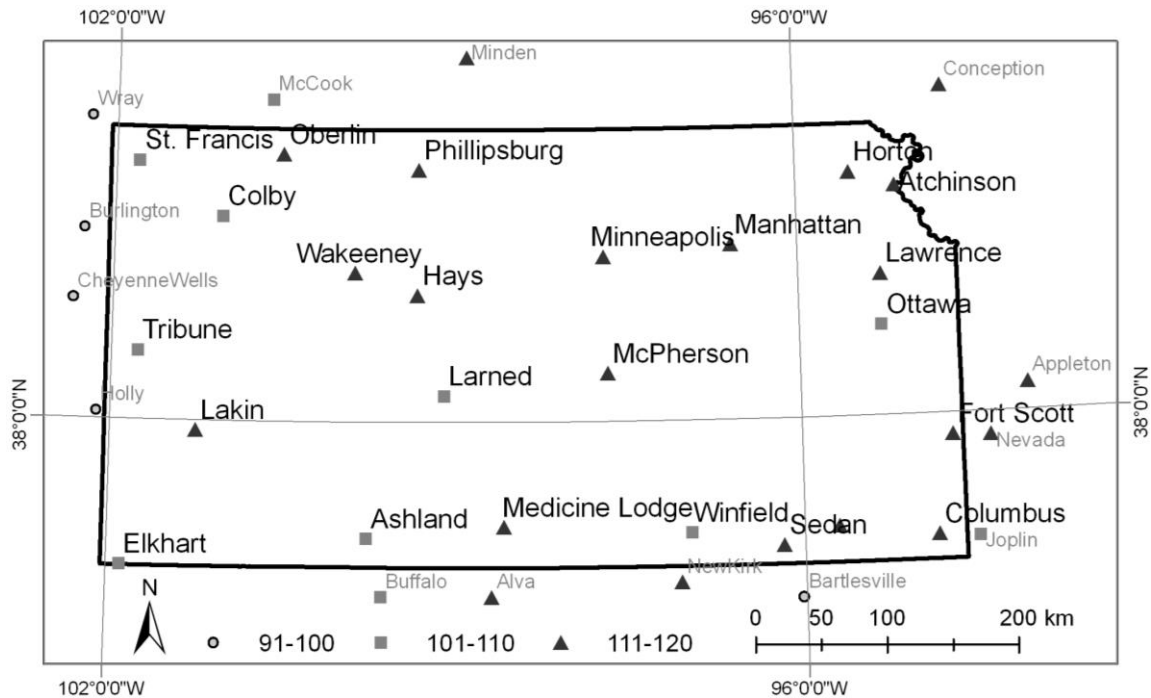 102°0'0"W
96°0'0"W
Minden
Conception
McCook
Wray
St. Francis
Oberlin
Phillipsburg
Horton
Atchinson
Colby
Burlington
Manhattan
Minneapolis
Wakeeney
Lawrence
Hays
CheyenneWells
Ottawa
Tribune
McPherson
Appleton
Larned
Holly
38°0'0"N
38°0'0"N
Lakin
Fort Scott
Nevada
Medicine Lodge
Winfield
Ashland
Sedan
Columbus
Joplin
Elkhart
NewKirk
Buffalo
Alva
Bartlesville
N
0 50 100 200 km
91-100 101-110 111-120
102°0'0"W
96°0'0"W